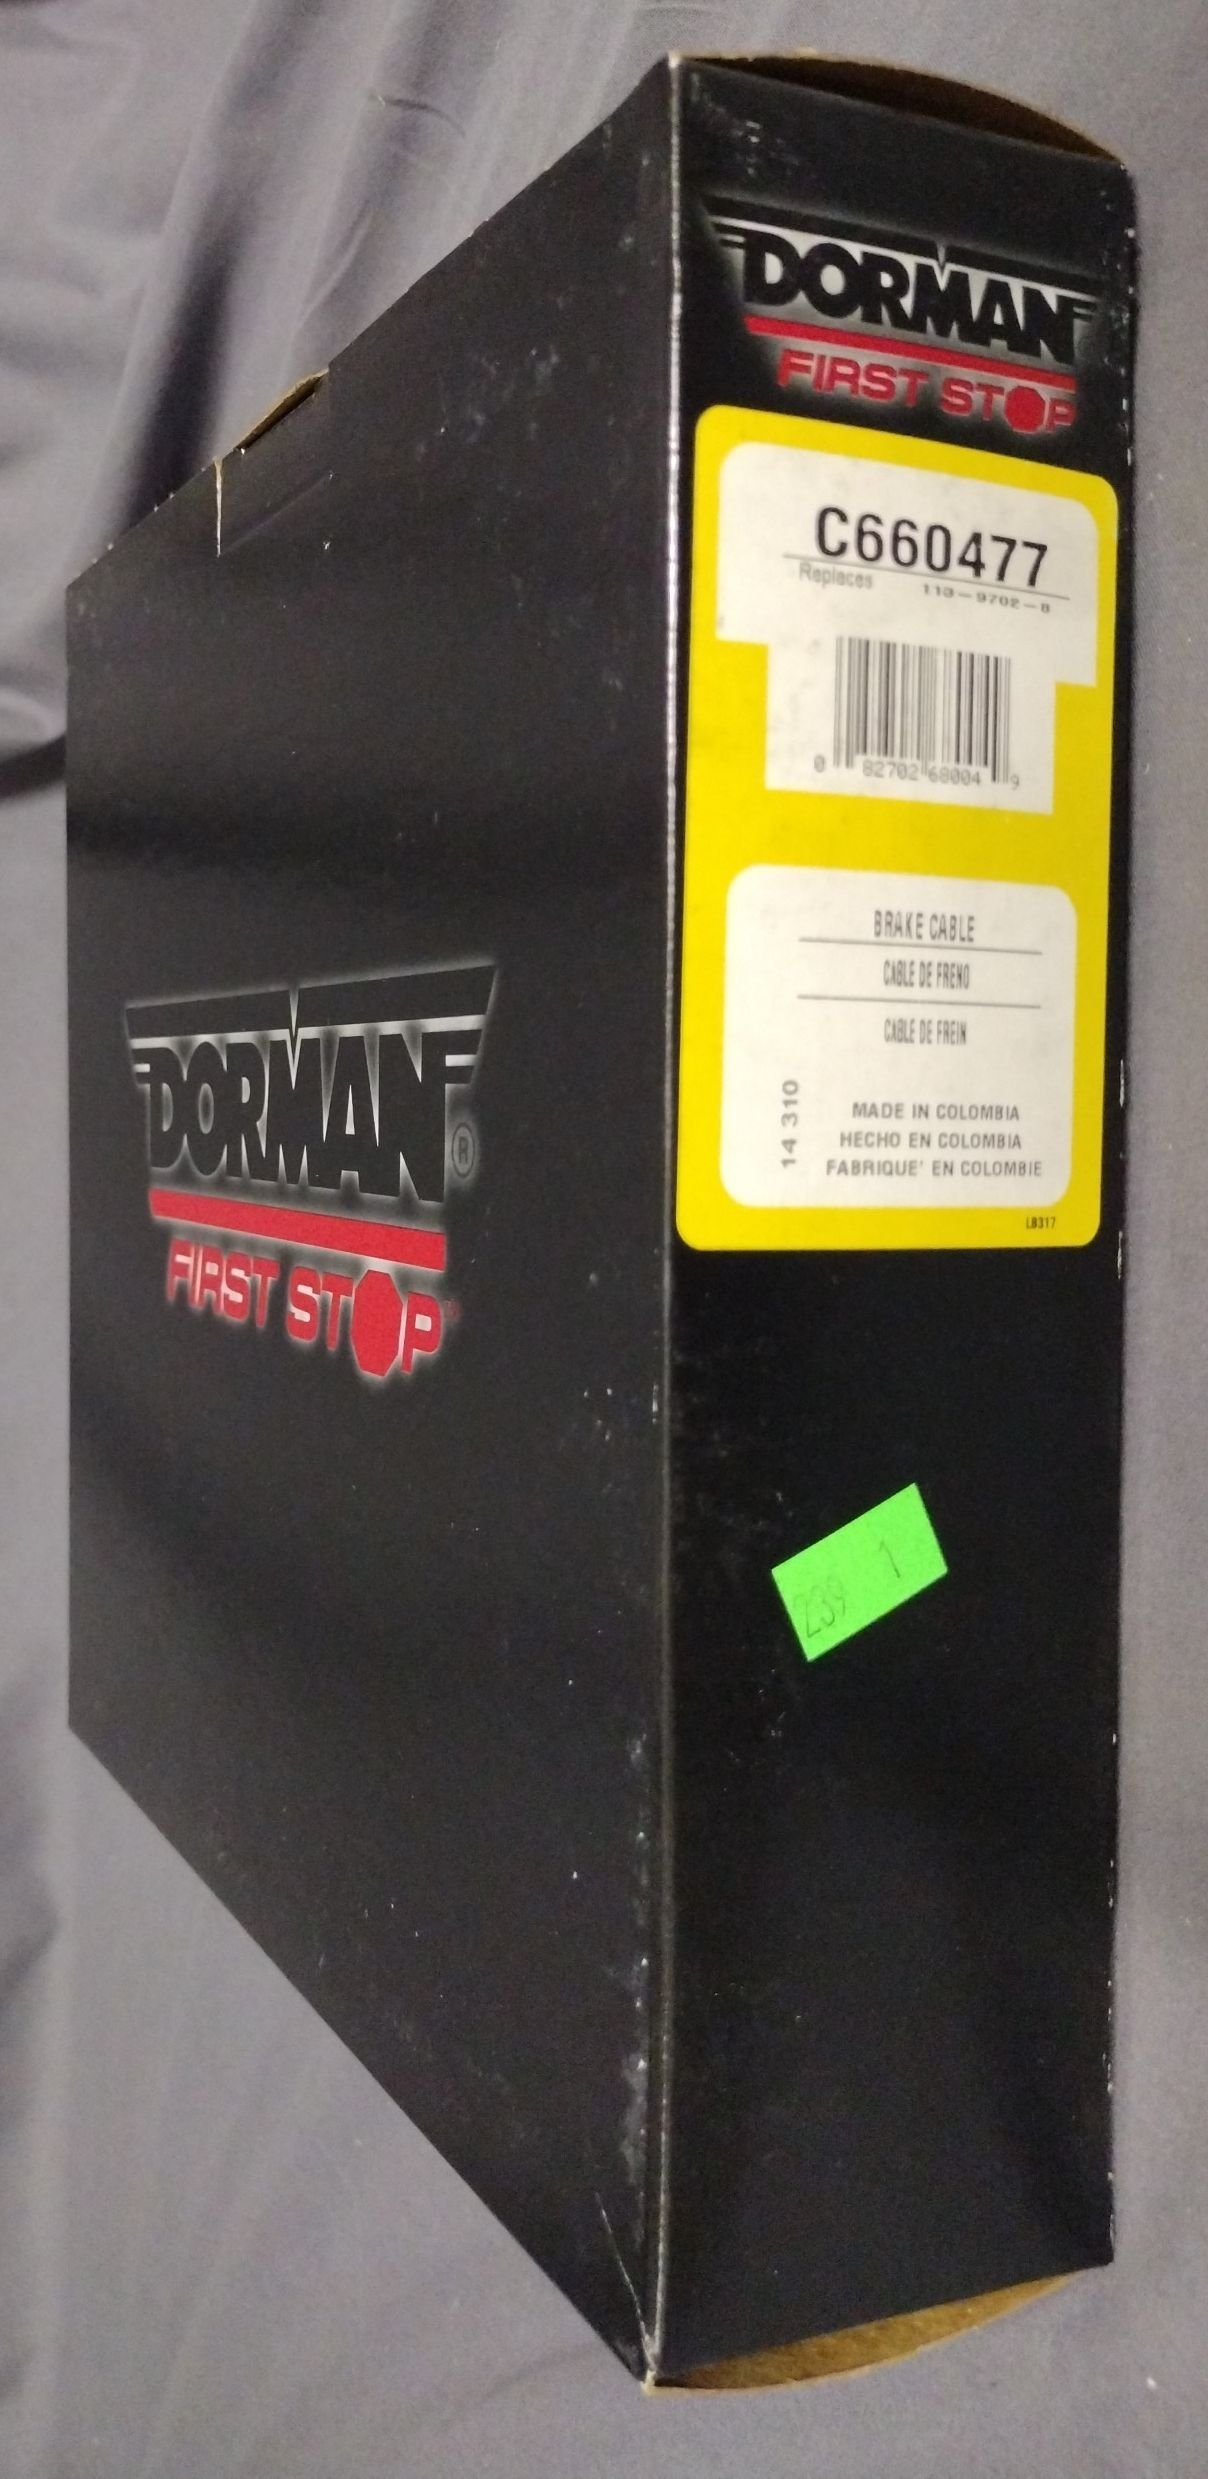 DORMAN®
FIRST STOP™
DORMAN
FIRST STOP
C660477
Replaces 113-9702-8
0 82702 68004 9
BRAKE CABLE
CABLE DE FRENO
CABLE DE FREIN
14 310
MADE IN COLOMBIA
HECHO EN COLOMBIA
FABRIQUE' EN COLOMBIE
LB317
239 1